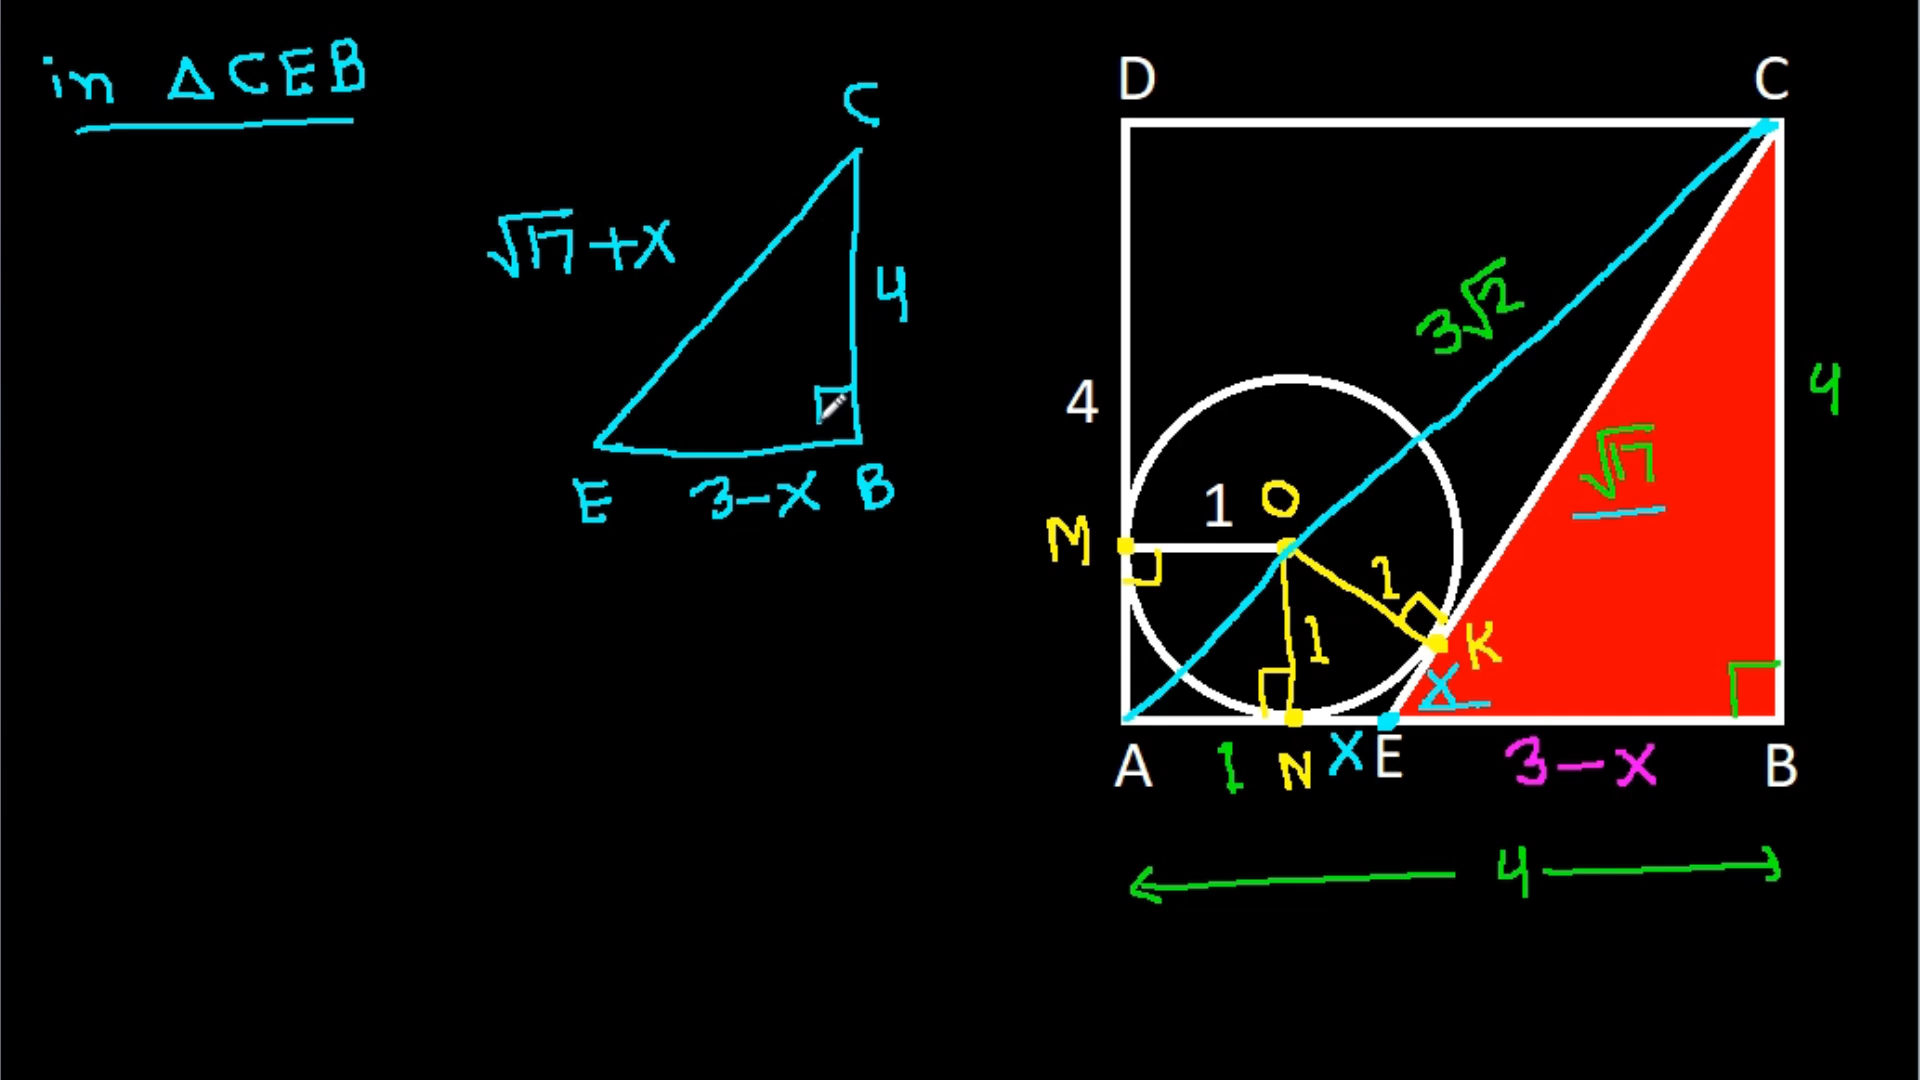 in ΔCEB
C
√17+x
4
E 3-x B
D C
3√2
4
4
√17
1 O
M
1
1
K
x
A 1 N x E 3-x B
4